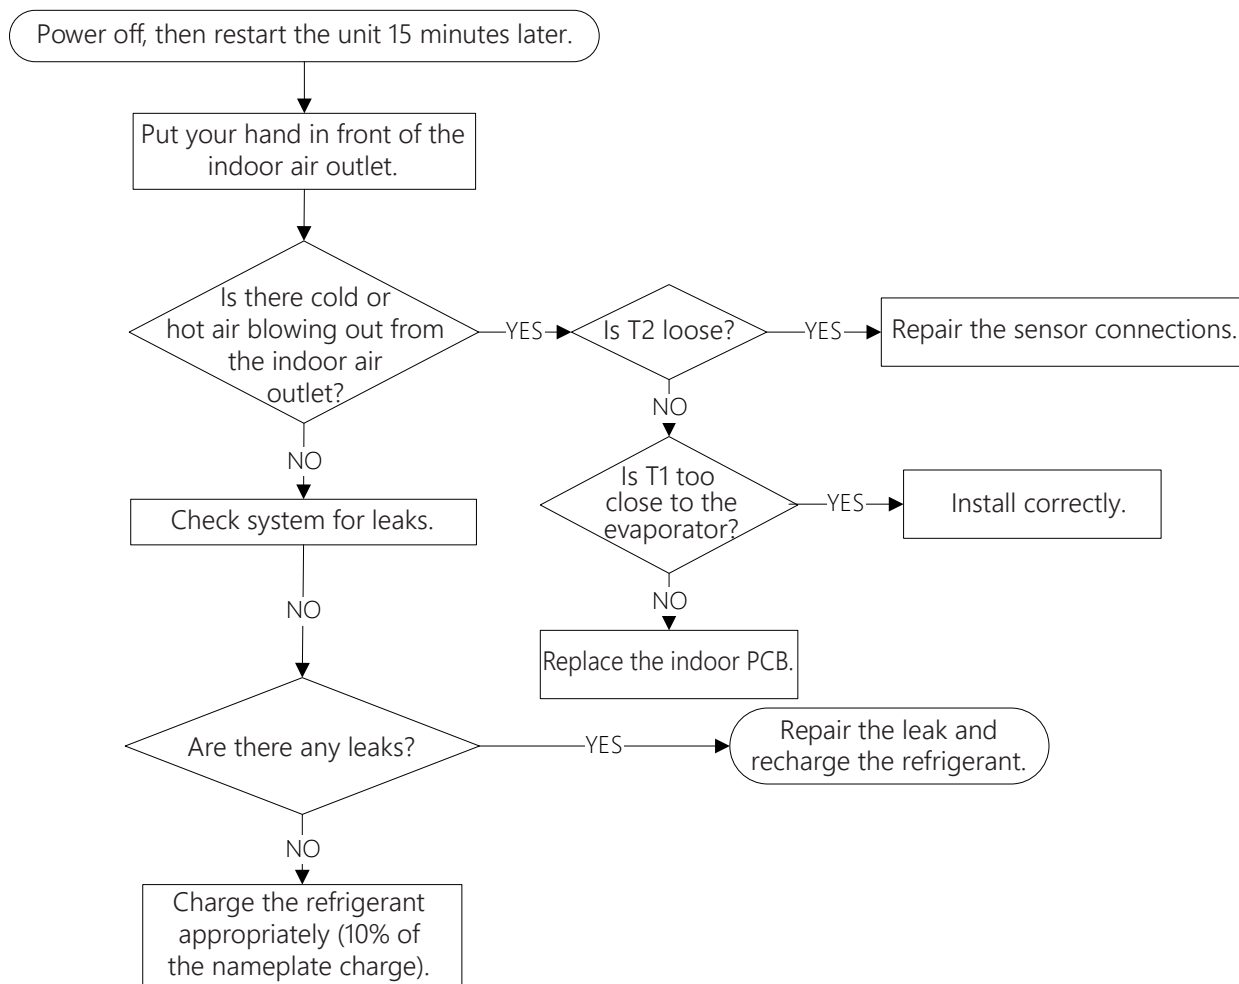 Power off, then restart the unit 15 minutes later.
Put your hand in front of the
indoor air outlet.
Is there cold or
hot air blowing out from
the indoor air
outlet?
YES
Is T2 loose?
YES
Repair the sensor connections.
NO
Is T1 too
close to the
evaporator?
YES
Install correctly.
NO
Replace the indoor PCB.
NO
Check system for leaks.
NO
Are there any leaks?
YES
Repair the leak and
recharge the refrigerant.
NO
Charge the refrigerant
appropriately (10% of
the nameplate charge).